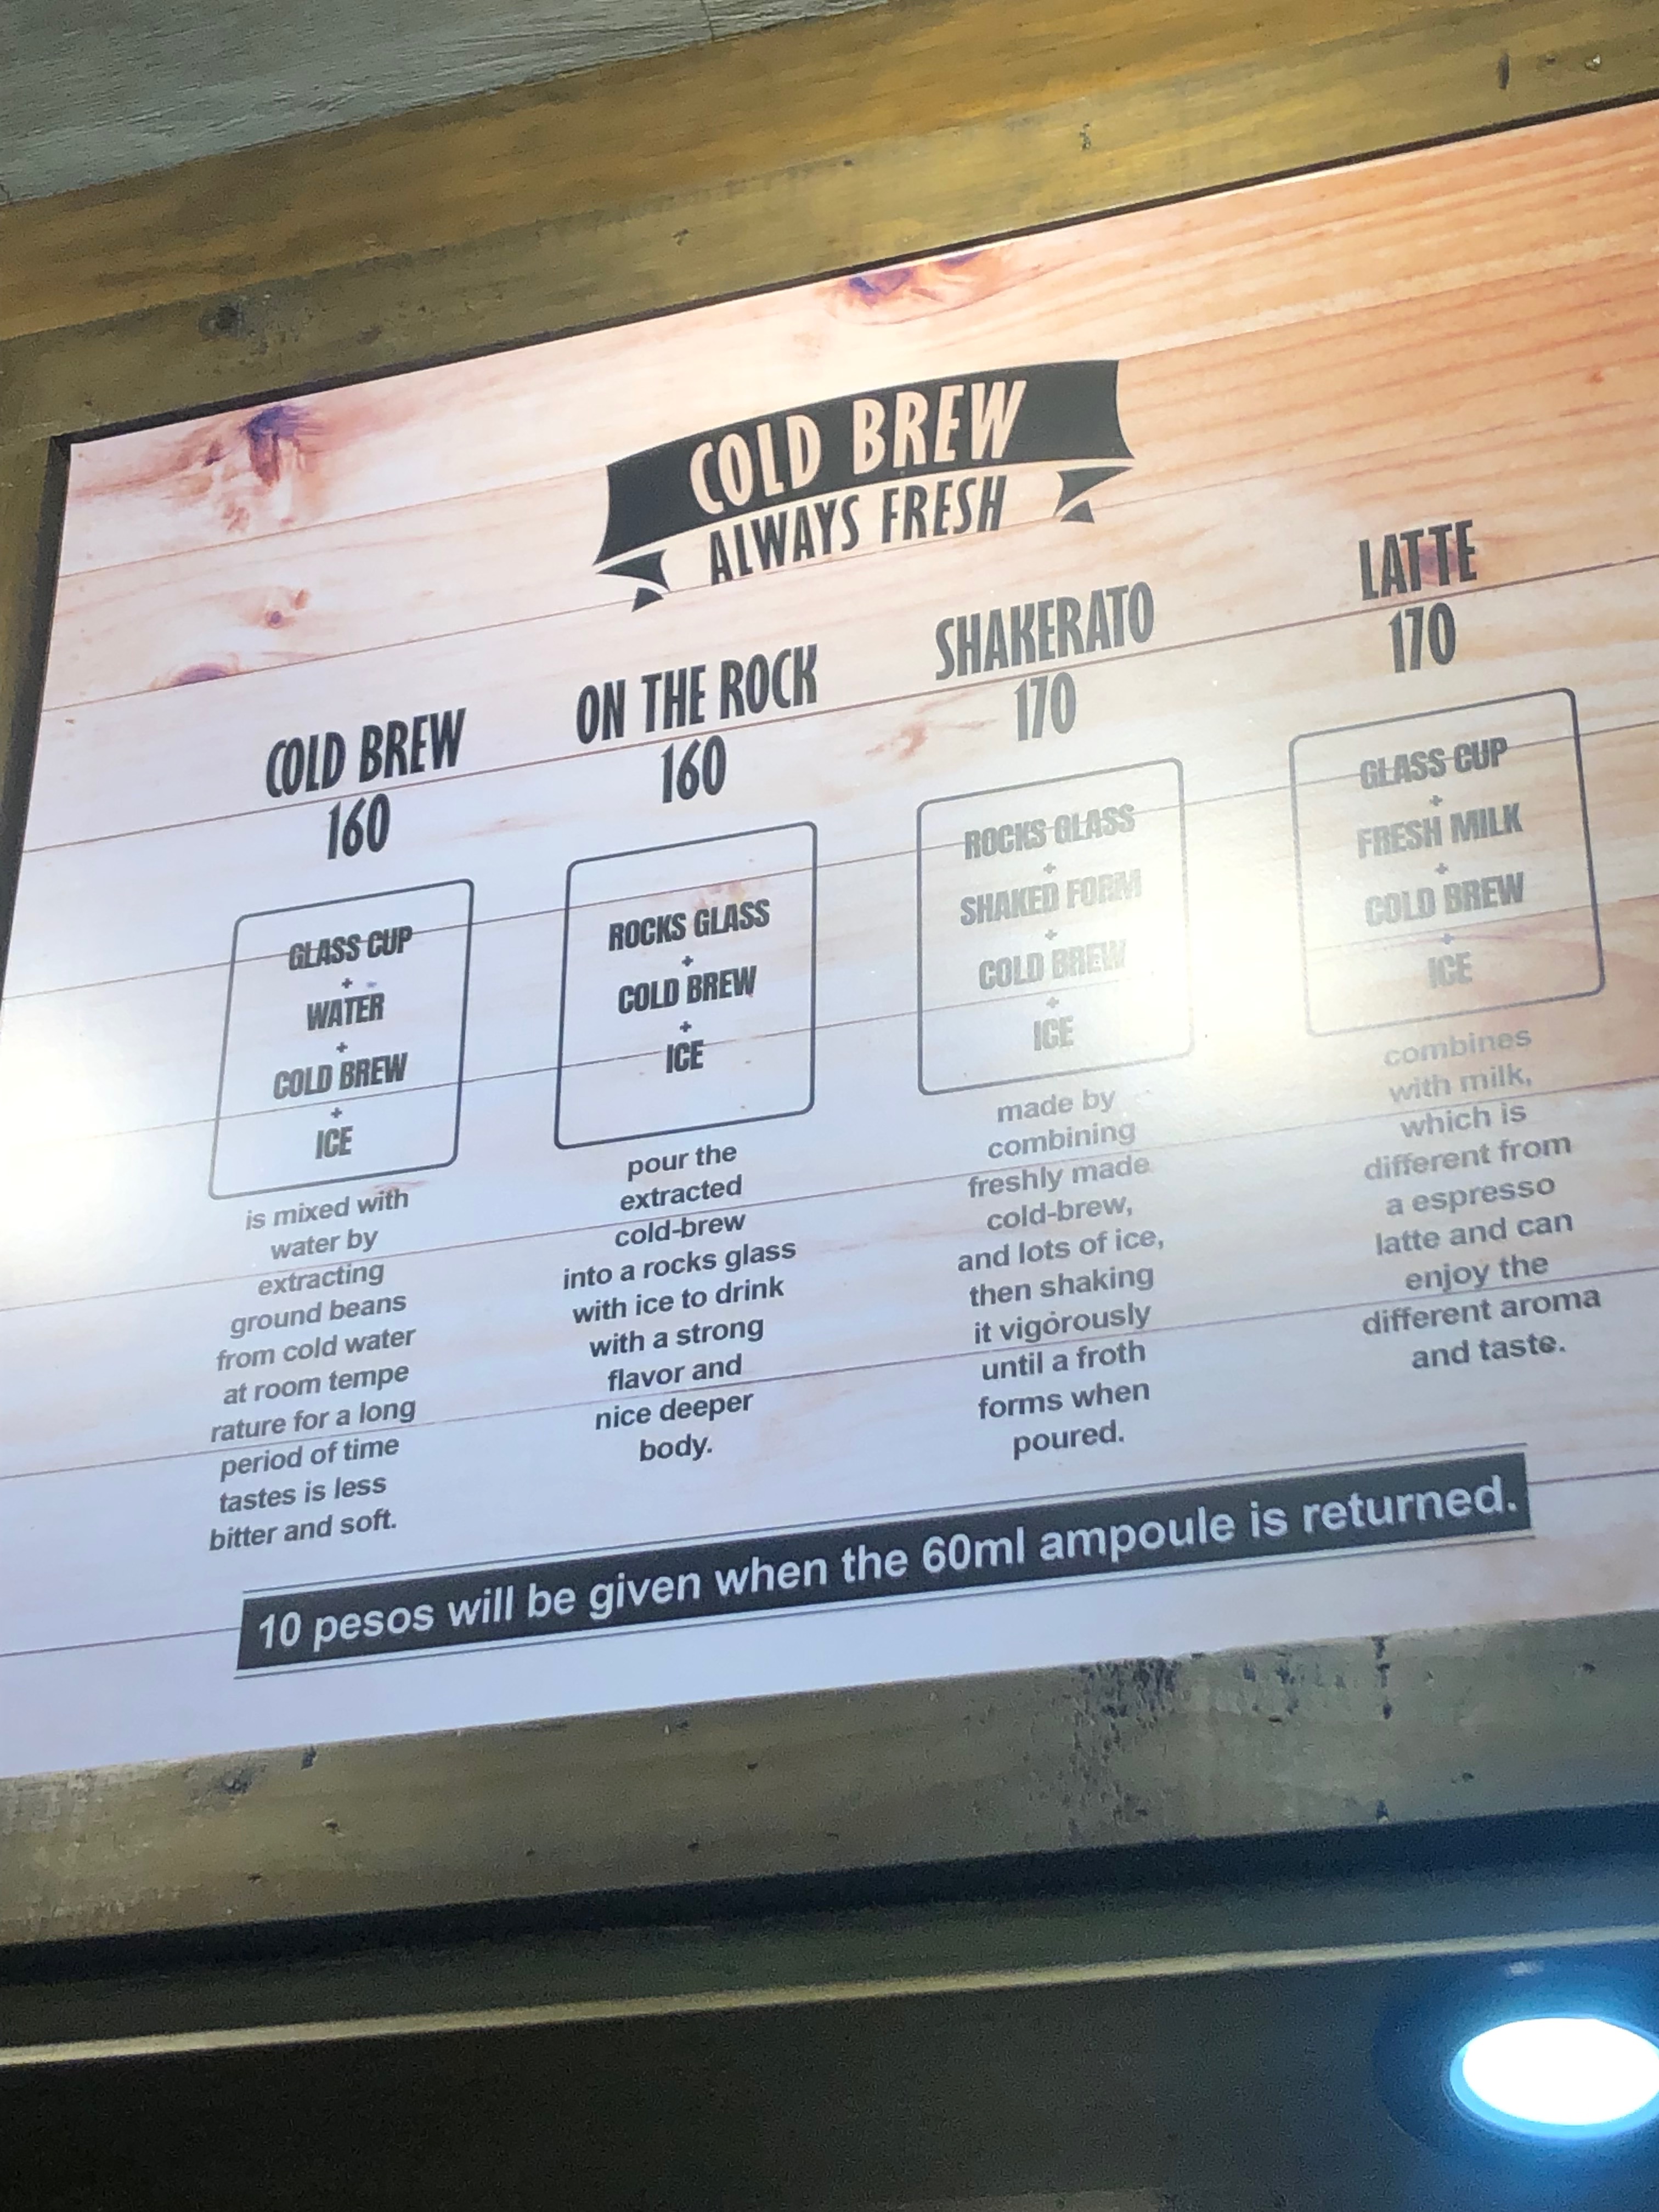 COLD BREW
ALWAYS FRESH
COLD BREW
160
GLASS CUP
+
WATER
+
COLD BREW
+
ICE
is mixed with
water by
extracting
ground beans
from cold water
at room tempe
rature for a long
period of time
tastes is less
bitter and soft.
ON THE ROCK
160
ROCKS GLASS
+
COLD BREW
+
ICE
pour the
extracted
cold-brew
into a rocks glass
with ice to drink
with a strong
flavor and
nice deeper
body.
SHAKERATO
170
ROCKS GLASS
+
SHAKED FORM
+
COLD BREW
+
ICE
made by
combining
freshly made
cold-brew,
and lots of ice,
then shaking
it vigorously
until a froth
forms when
poured.
LATTE
170
GLASS CUP
+
FRESH MILK
+
COLD BREW
+
ICE
combines
with milk,
which is
different from
a espresso
latte and can
enjoy the
different aroma
and taste.
10 pesos will be given when the 60ml ampoule is returned.